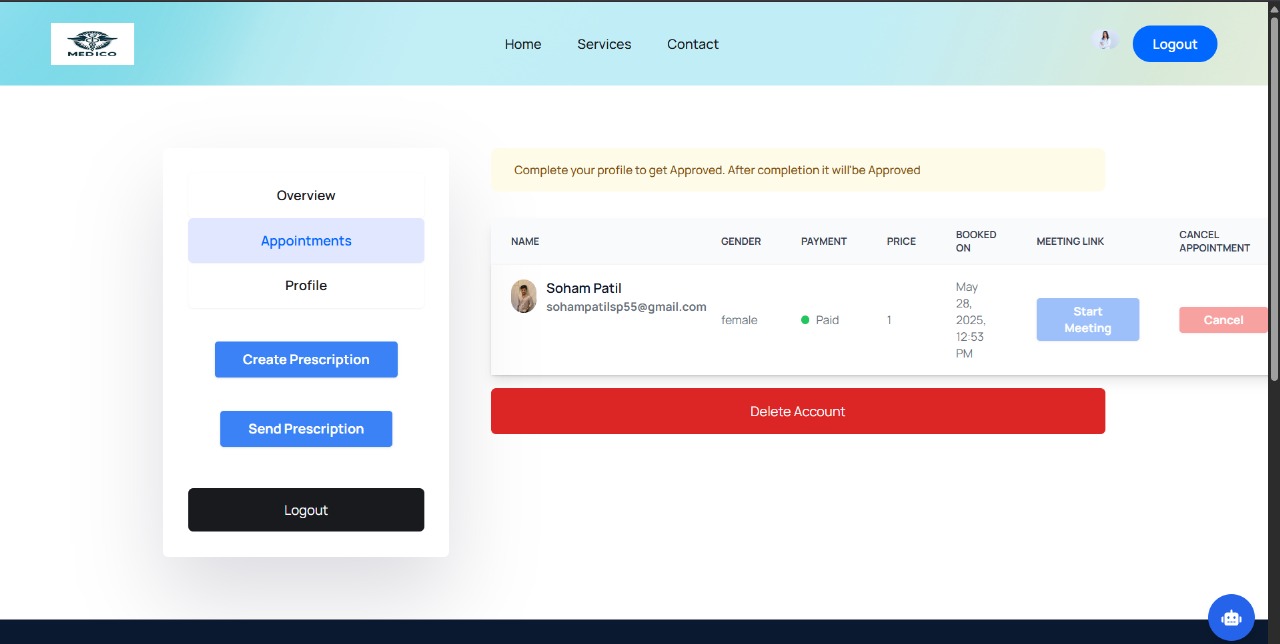 MEDICO
Home
Services
Contact
Logout
Overview
Appointments
Profile
Create Prescription
Send Prescription
Logout
Complete your profile to get Approved. After completion it will'be Approved
NAME
GENDER
PAYMENT
PRICE
BOOKED
ON
MEETING LINK
CANCEL
APPOINTMENT
Soham Patil
sohampatilsp55@gmail.com
female
Paid
1
May
28,
2025,
12:53
PM
Start
Meeting
Cancel
Delete Account